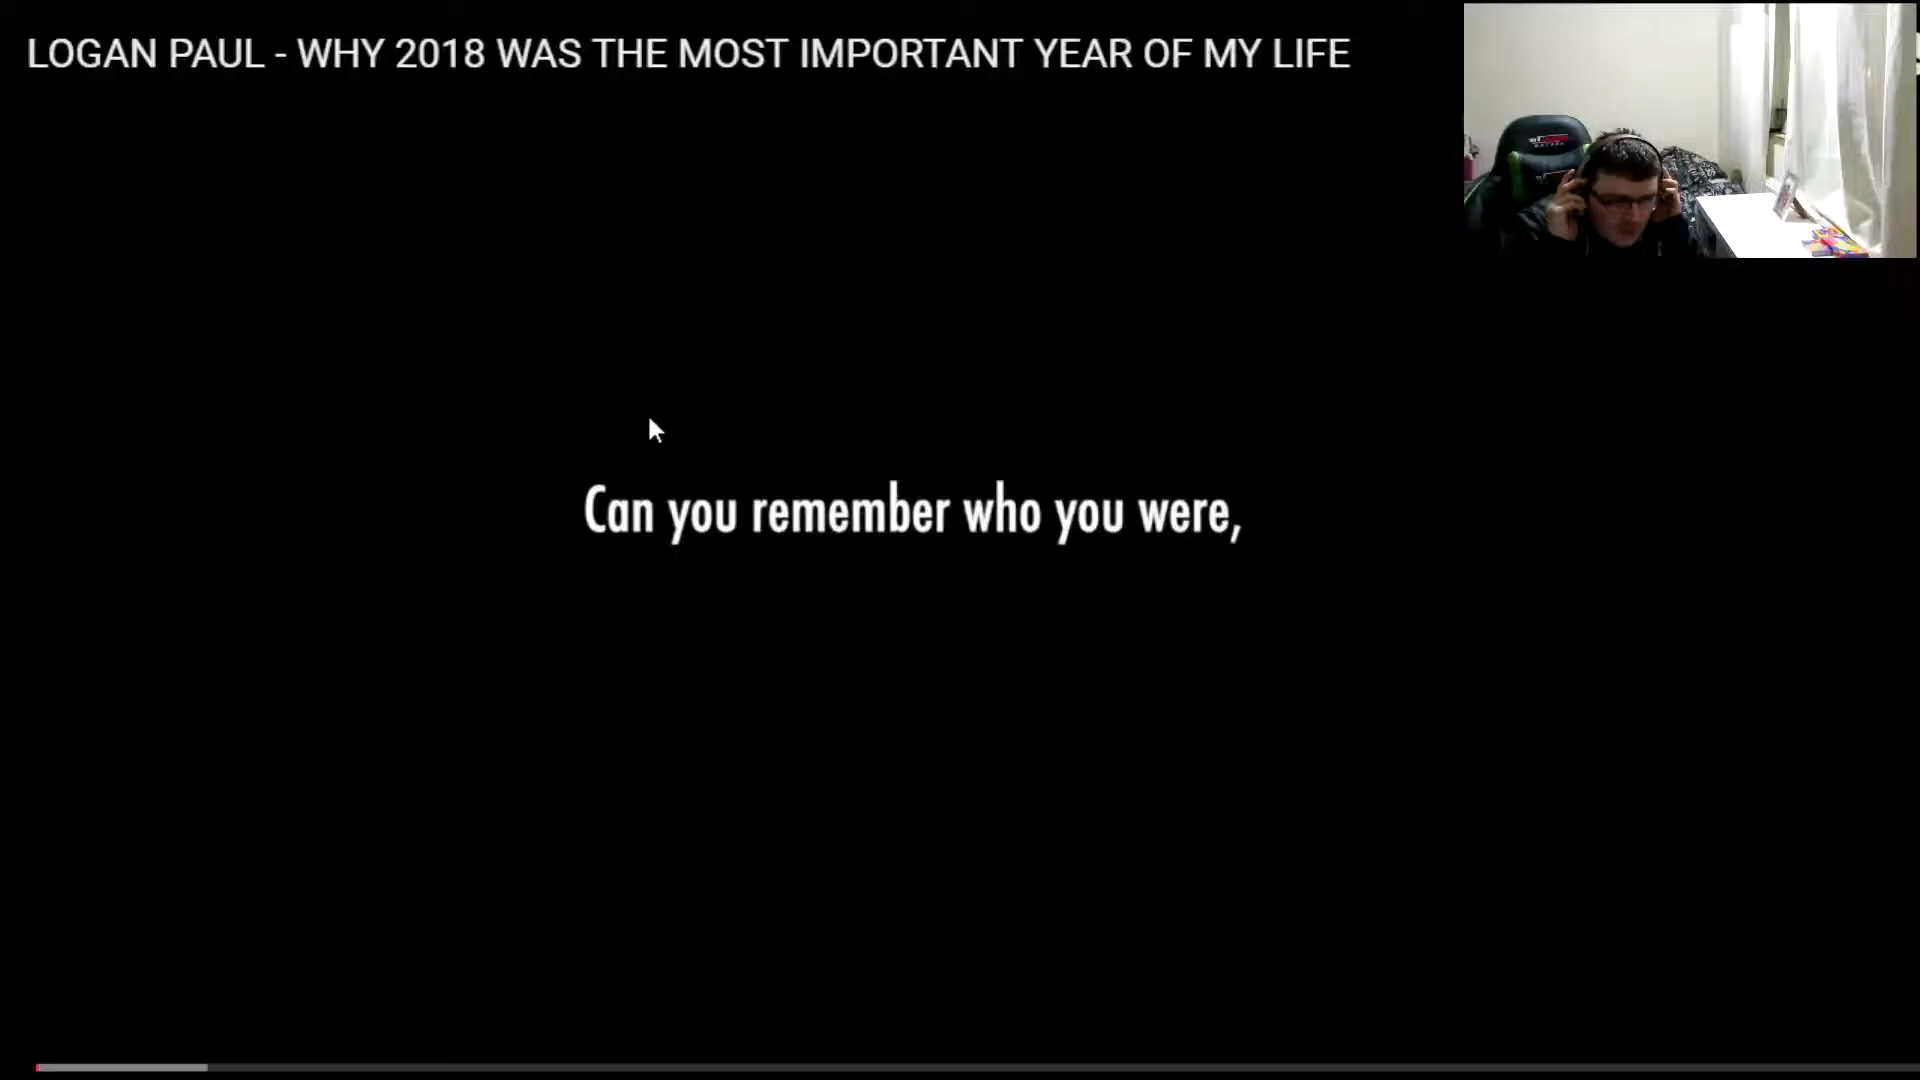 LOGAN PAUL - WHY 2018 WAS THE MOST IMPORTANT YEAR OF MY LIFE
Can you remember who you were,